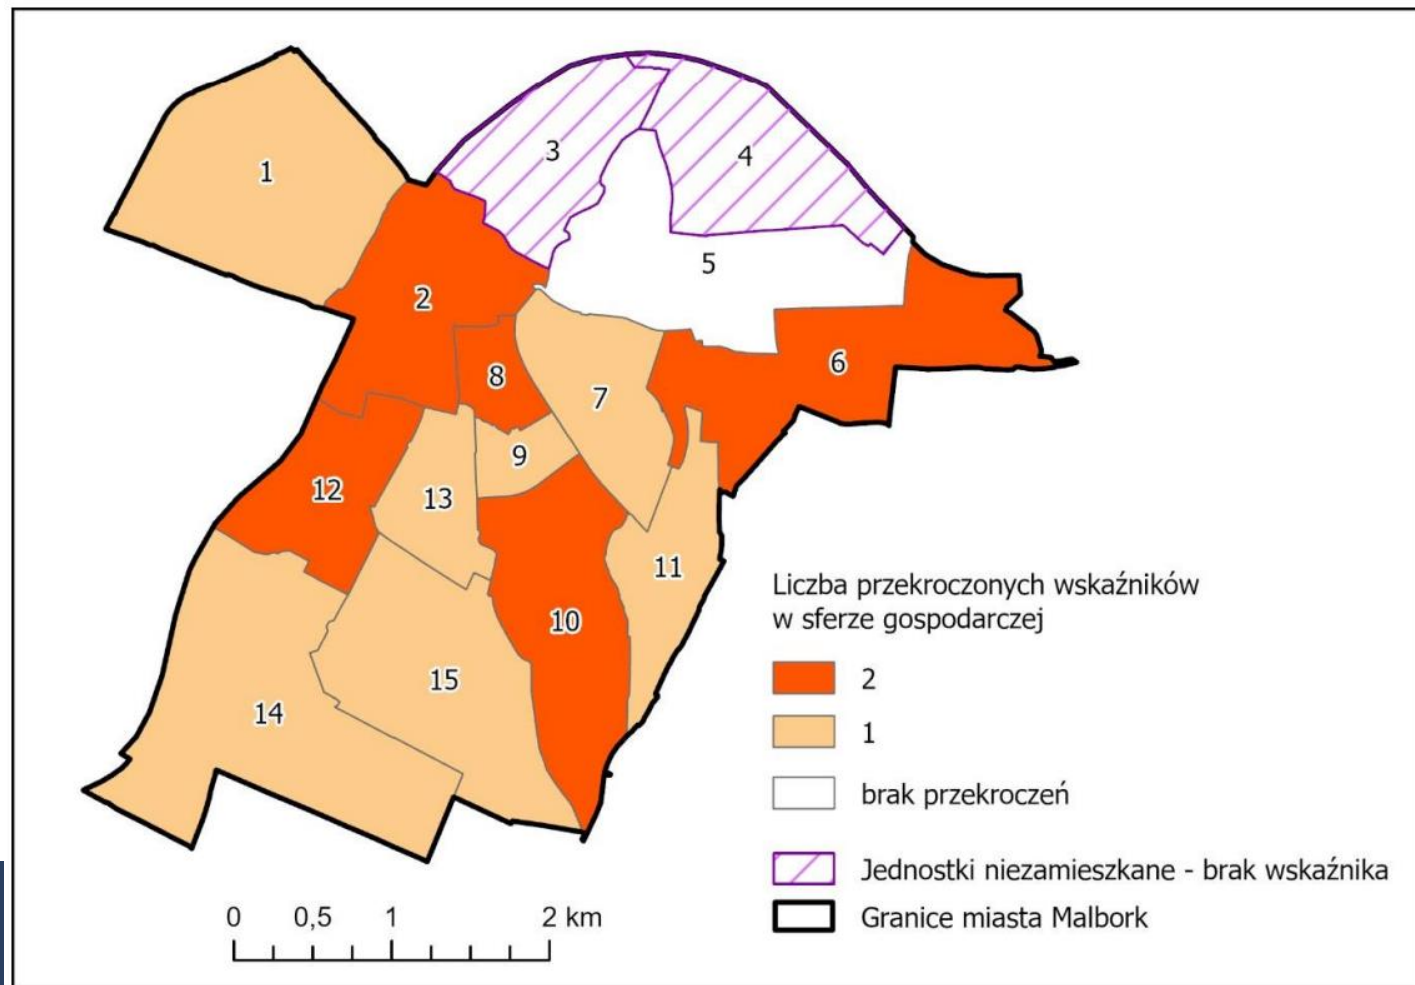 1
3
4
5
2
6
8
7
9
12
13
11
10
15
14
Liczba przekroczonych wskaźników
w sferze gospodarczej
2
1
brak przekroczeń
Jednostki niezamieszkane - brak wskaźnika
Granice miasta Malbork
0 0,5 1 2 km